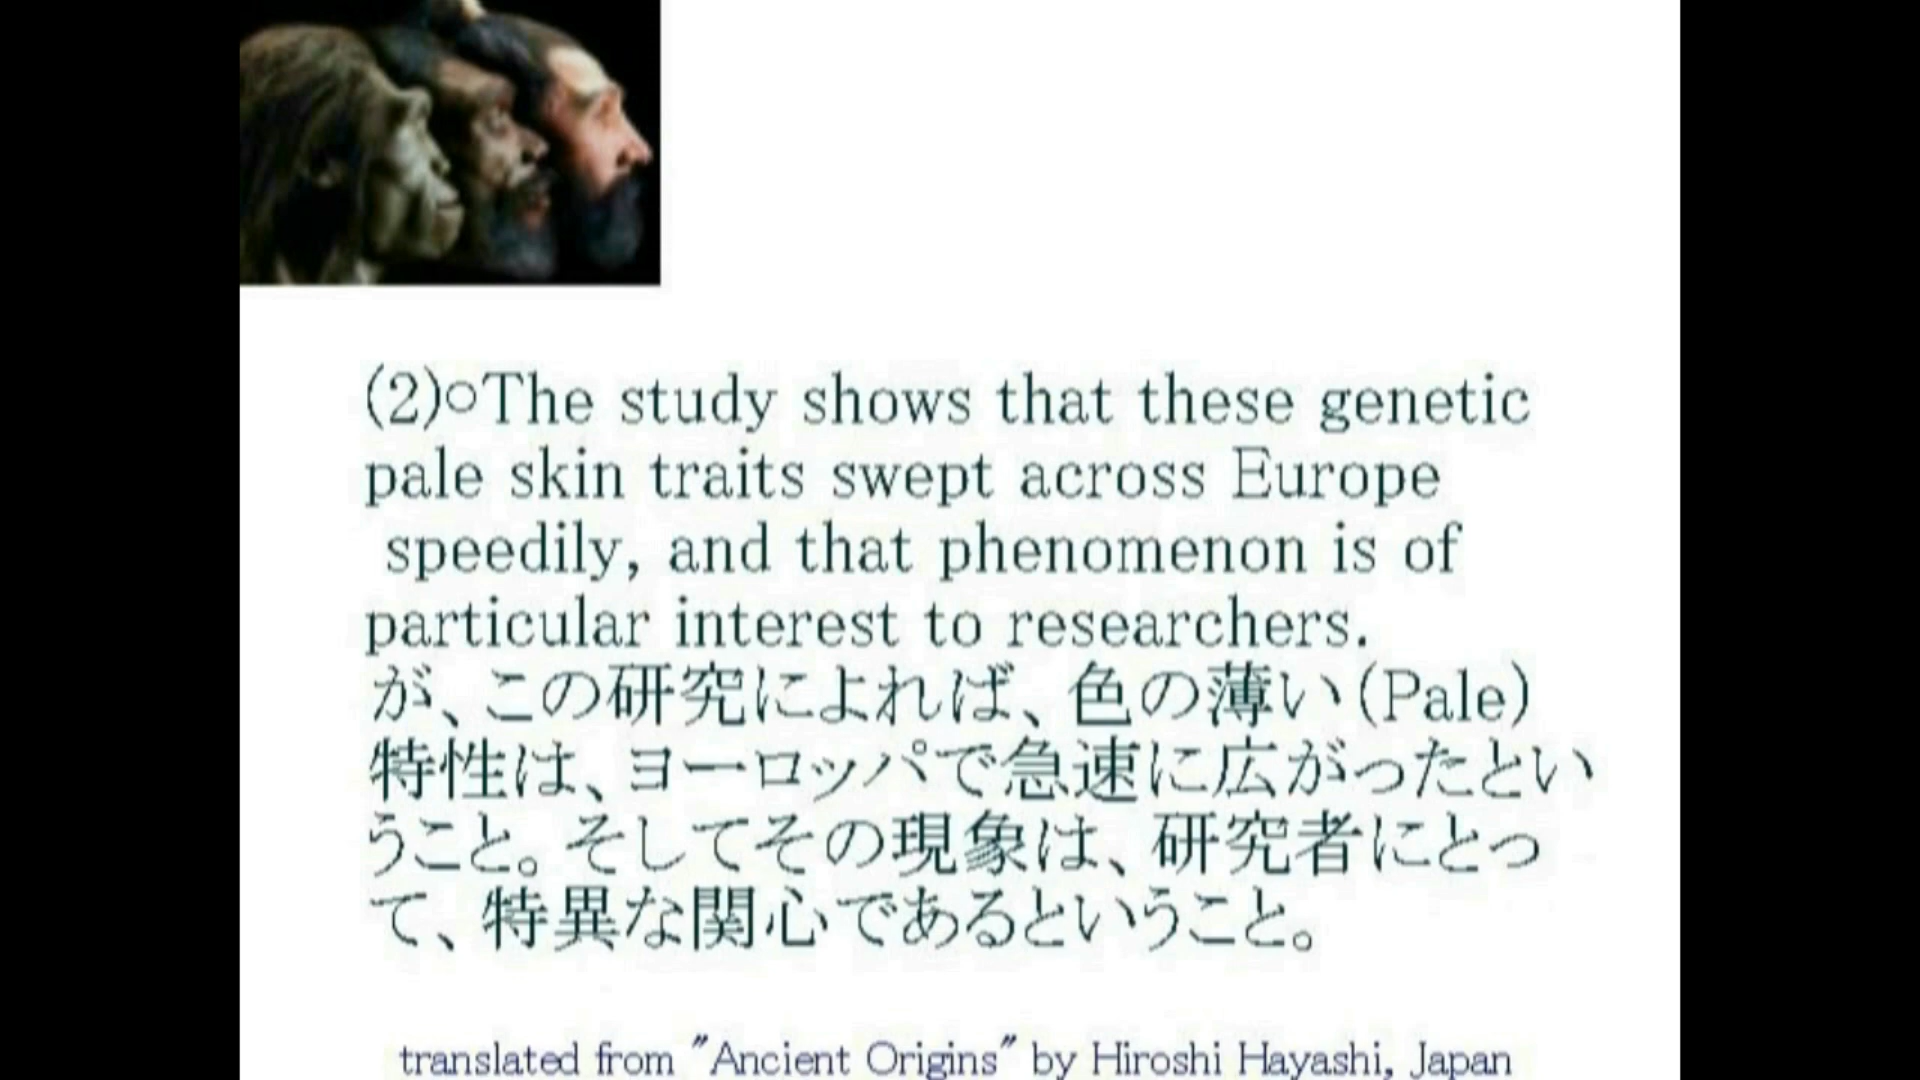 (2)○The study shows that these genetic
pale skin traits swept across Europe
speedily, and that phenomenon is of
particular interest to researchers.
が、この研究によれば、色の薄い(Pale)
特性は、ヨーロッパで急速に広がったとい
うこと。そしてその現象は、研究者にとっ
て、特異な関心であるということ。
translated from "Ancient Origins" by Hiroshi Hayashi, Japan